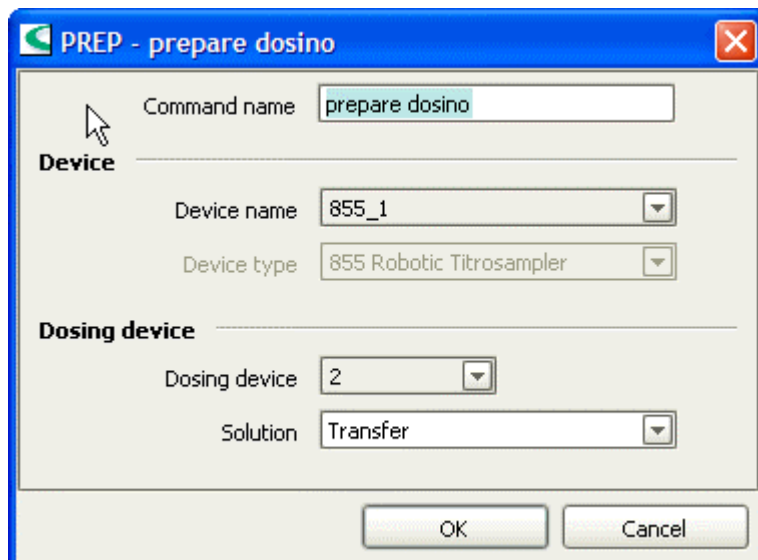 PREP - prepare dosino
Command name prepare dosino
Device
Device name 855_1
Device type 855 Robotic Titrosampler
Dosing device
Dosing device 2
Solution Transfer
OK Cancel